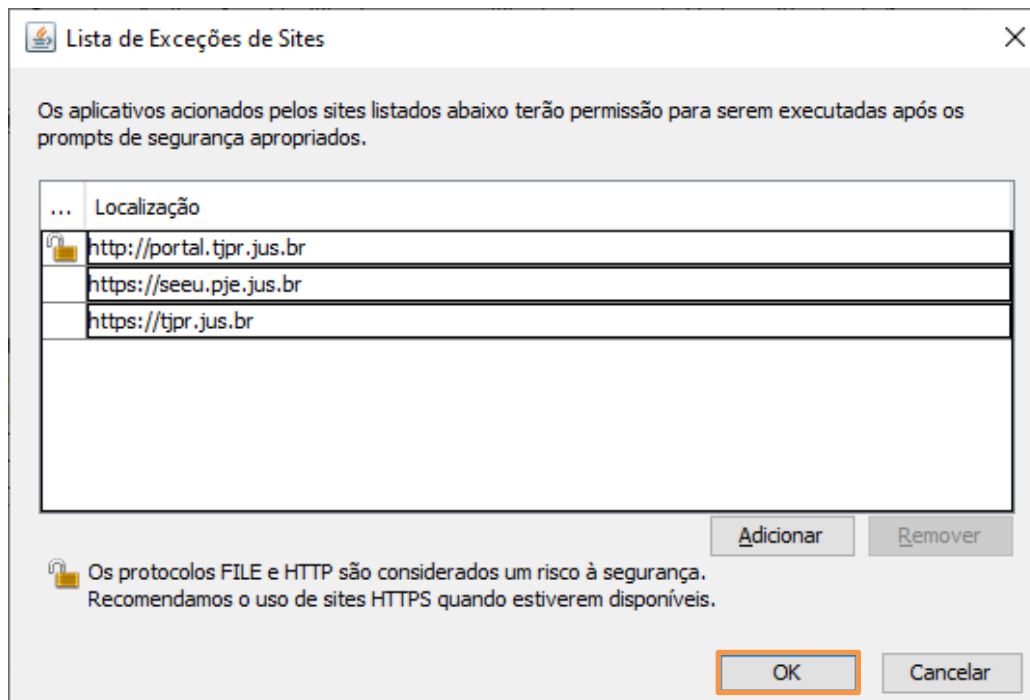 Lista de Exceções de Sites
Os aplicativos acionados pelos sites listados abaixo terão permissão para serem executadas após os
prompts de segurança apropriados.
... Localização
http://portal.tjpr.jus.br
https://seeu.pje.jus.br
https://tjpr.jus.br
Adicionar Remover
Os protocolos FILE e HTTP são considerados um risco à segurança.
Recomendamos o uso de sites HTTPS quando estiverem disponíveis.
OK Cancelar